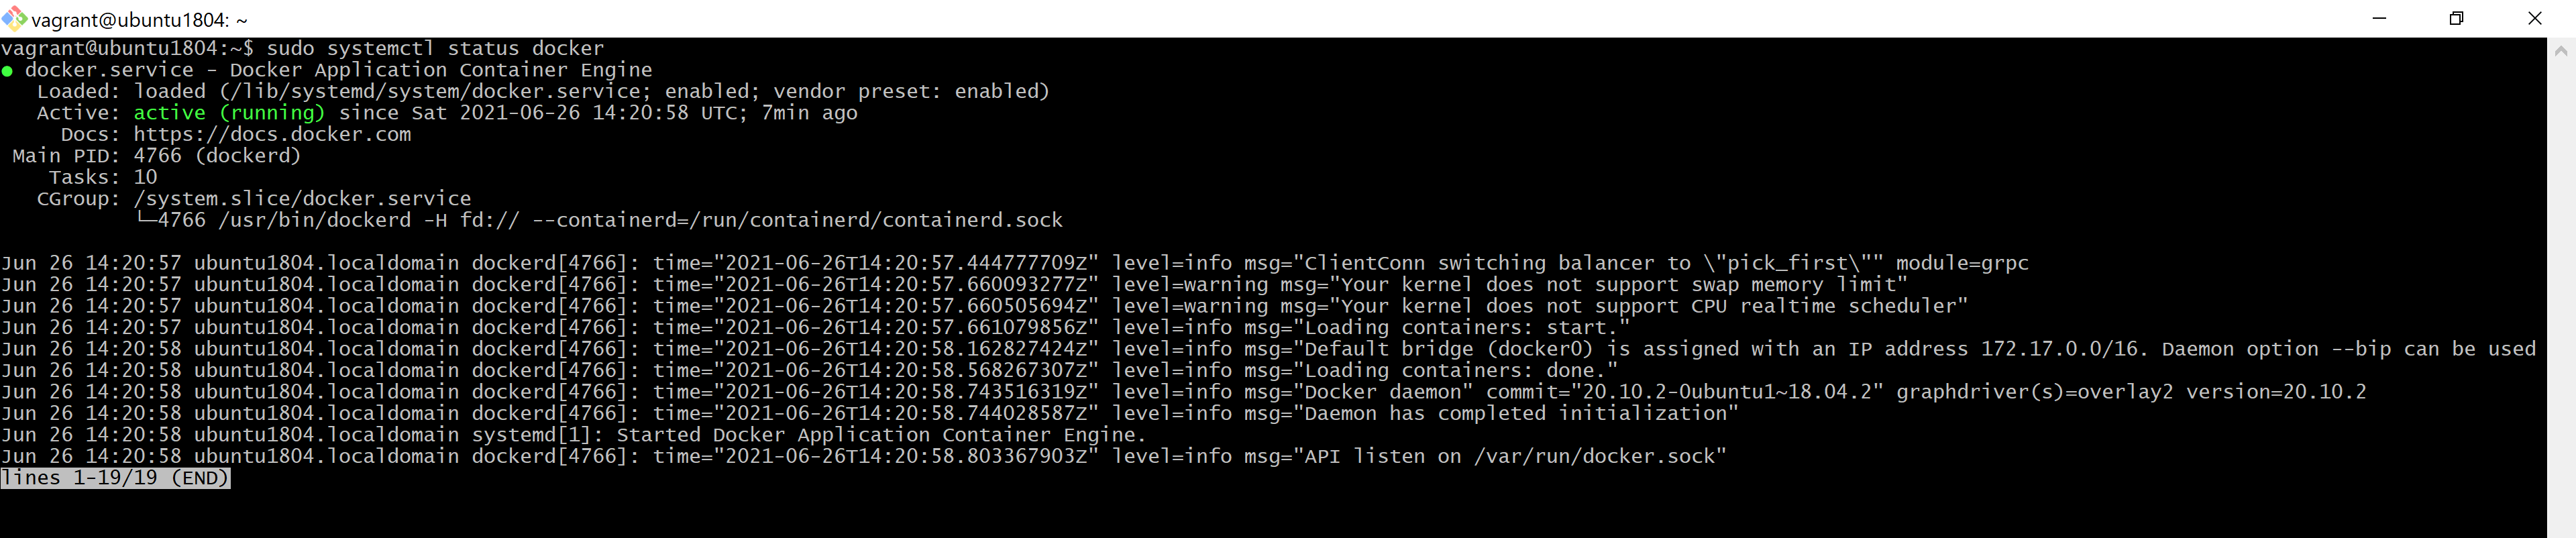 vagrant@ubuntu1804: ~
vagrant@ubuntu1804:~$ sudo systemctl status docker
● docker.service - Docker Application Container Engine
   Loaded: loaded (/lib/systemd/system/docker.service; enabled; vendor preset: enabled)
   Active: active (running) since Sat 2021-06-26 14:20:58 UTC; 7min ago
     Docs: https://docs.docker.com
 Main PID: 4766 (dockerd)
    Tasks: 10
   CGroup: /system.slice/docker.service
           └─4766 /usr/bin/dockerd -H fd:// --containerd=/run/containerd/containerd.sock
Jun 26 14:20:57 ubuntu1804.localdomain dockerd[4766]: time="2021-06-26T14:20:57.444777709Z" level=info msg="ClientConn switching balancer to \"pick_first\"" module=grpc
Jun 26 14:20:57 ubuntu1804.localdomain dockerd[4766]: time="2021-06-26T14:20:57.660093277Z" level=warning msg="Your kernel does not support swap memory limit"
Jun 26 14:20:57 ubuntu1804.localdomain dockerd[4766]: time="2021-06-26T14:20:57.660505694Z" level=warning msg="Your kernel does not support CPU realtime scheduler"
Jun 26 14:20:57 ubuntu1804.localdomain dockerd[4766]: time="2021-06-26T14:20:57.661079856Z" level=info msg="Loading containers: start."
Jun 26 14:20:58 ubuntu1804.localdomain dockerd[4766]: time="2021-06-26T14:20:58.162827424Z" level=info msg="Default bridge (docker0) is assigned with an IP address 172.17.0.0/16. Daemon option --bip can be used
Jun 26 14:20:58 ubuntu1804.localdomain dockerd[4766]: time="2021-06-26T14:20:58.568267307Z" level=info msg="Loading containers: done."
Jun 26 14:20:58 ubuntu1804.localdomain dockerd[4766]: time="2021-06-26T14:20:58.743516319Z" level=info msg="Docker daemon" commit="20.10.2-0ubuntu1~18.04.2" graphdriver(s)=overlay2 version=20.10.2
Jun 26 14:20:58 ubuntu1804.localdomain dockerd[4766]: time="2021-06-26T14:20:58.744028587Z" level=info msg="Daemon has completed initialization"
Jun 26 14:20:58 ubuntu1804.localdomain systemd[1]: Started Docker Application Container Engine.
Jun 26 14:20:58 ubuntu1804.localdomain dockerd[4766]: time="2021-06-26T14:20:58.803367903Z" level=info msg="API listen on /var/run/docker.sock"
lines 1-19/19 (END)